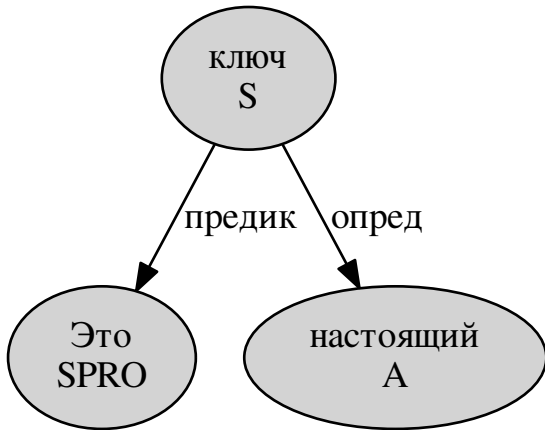 ключ
S
предик опред
Это
SPRO
настоящий
A